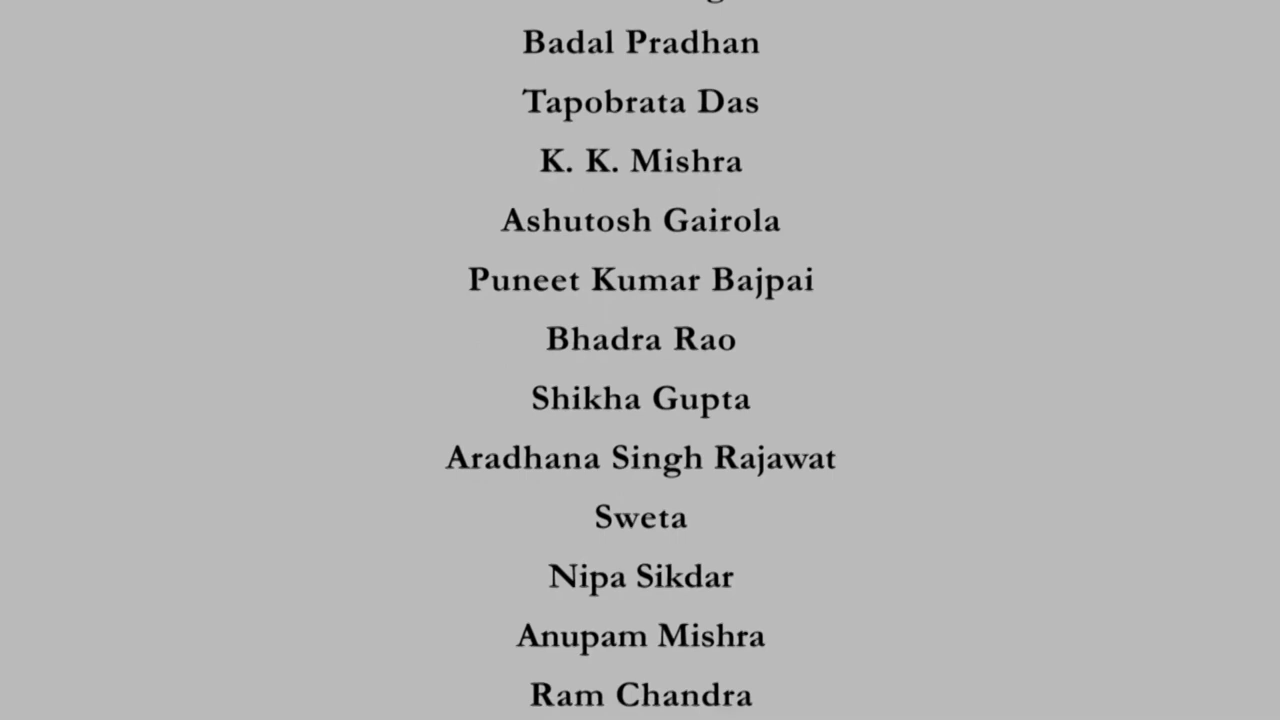 Badal Pradhan
Tapobrata Das
K. K. Mishra
Ashutosh Gairola
Puneet Kumar Bajpai
Bhadra Rao
Shikha Gupta
Aradhana Singh Rajawat
Sweta
Nipa Sikdar
Anupam Mishra
Ram Chandra